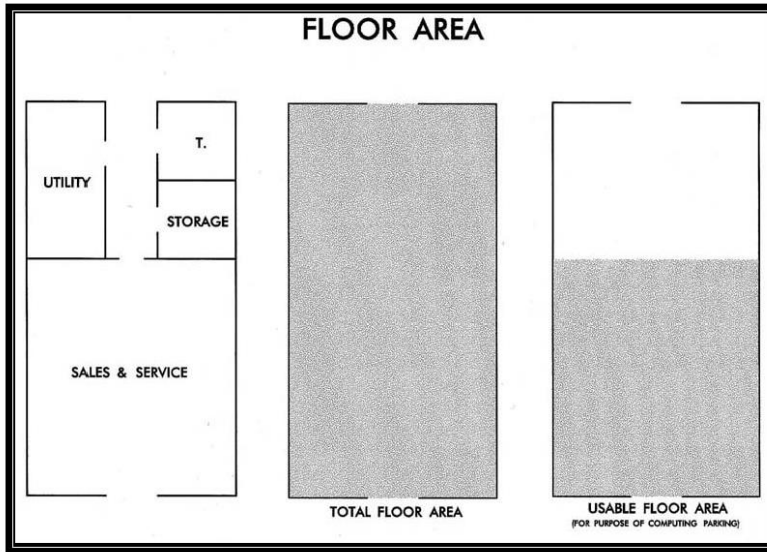 FLOOR AREA
T.
UTILITY
STORAGE
SALES & SERVICE
TOTAL FLOOR AREA
USABLE FLOOR AREA
(FOR PURPOSE OF COMPUTING PARKING)